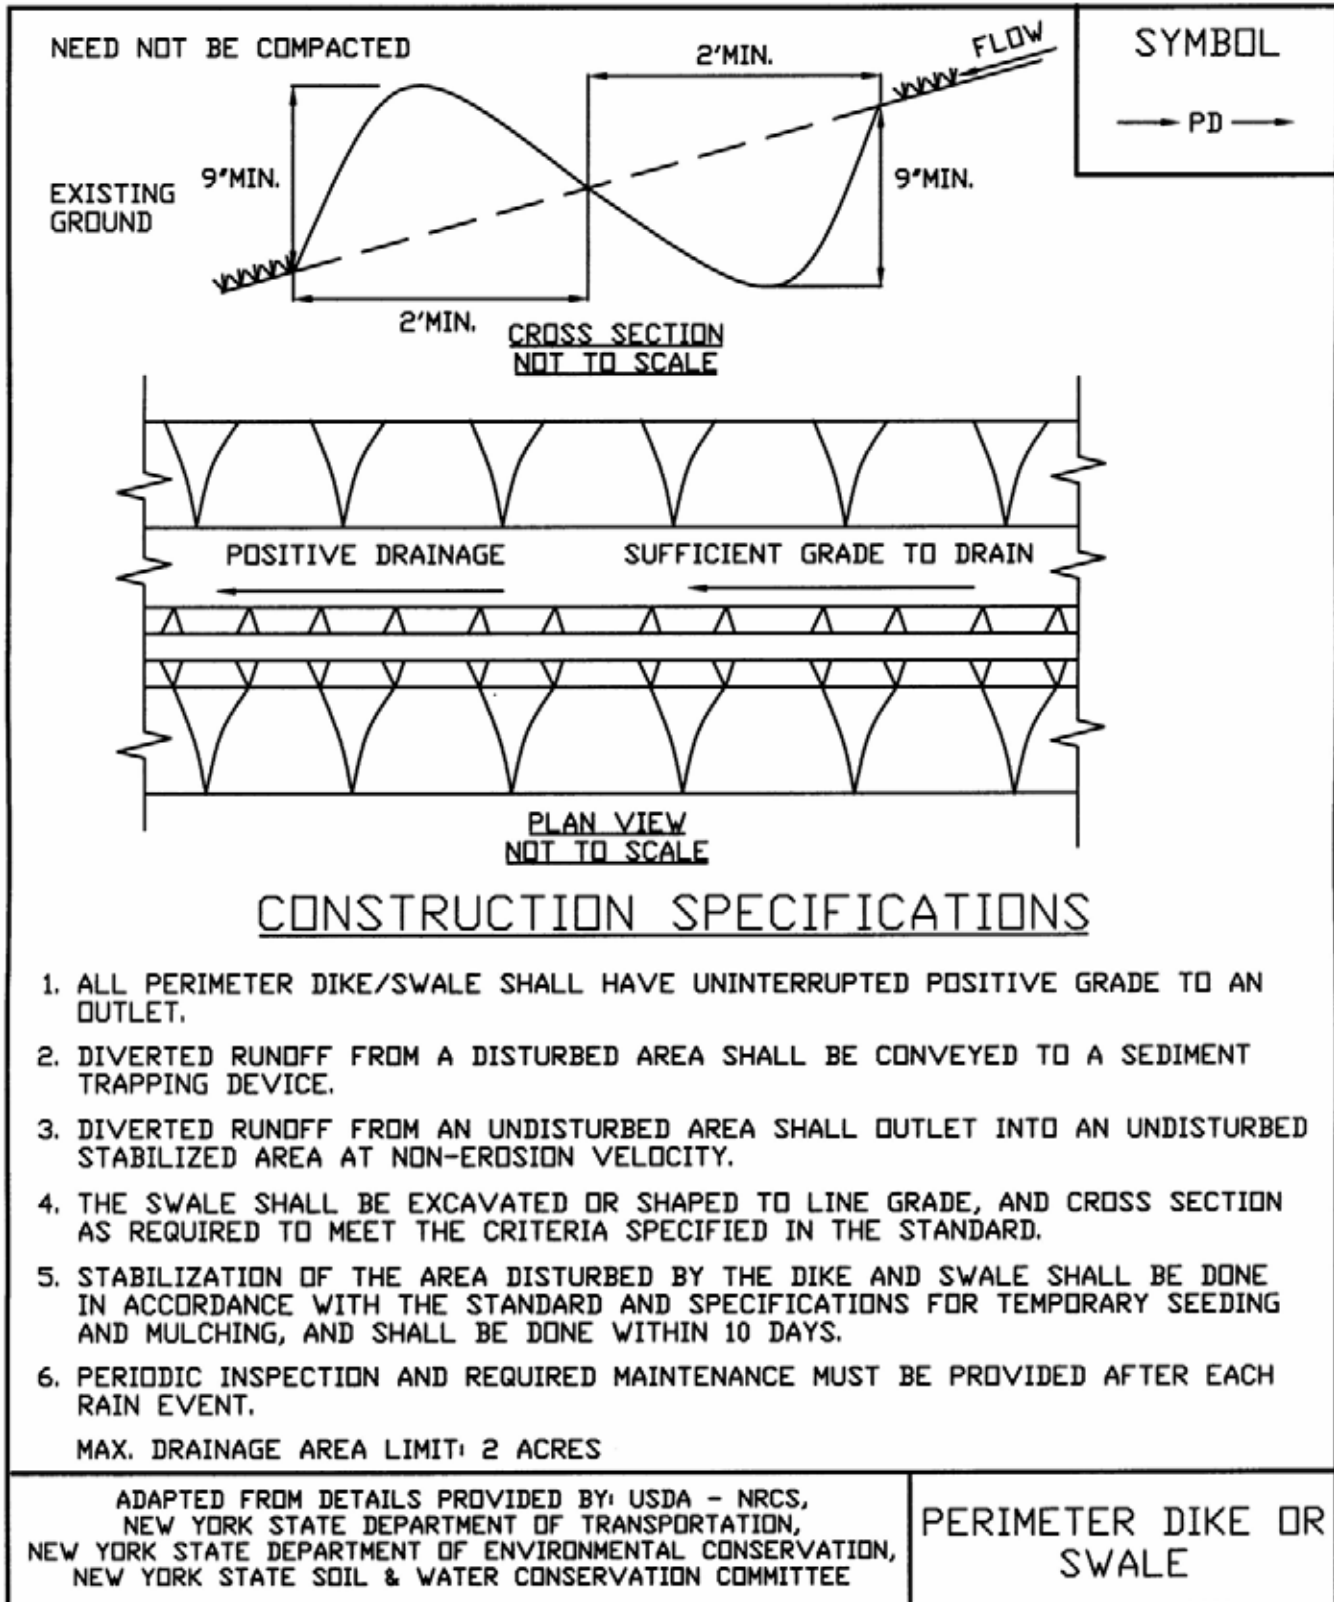 NEED NOT BE COMPACTED
2'MIN.
FLOW
SYMBOL
PD
9"MIN.
EXISTING
GROUND
9"MIN.
2'MIN.
CROSS SECTION
NOT TO SCALE
POSITIVE DRAINAGE
SUFFICIENT GRADE TO DRAIN
PLAN VIEW
NOT TO SCALE
CONSTRUCTION SPECIFICATIONS
1. ALL PERIMETER DIKE/SWALE SHALL HAVE UNINTERRUPTED POSITIVE GRADE TO AN
OUTLET.
2. DIVERTED RUNOFF FROM A DISTURBED AREA SHALL BE CONVEYED TO A SEDIMENT
TRAPPING DEVICE.
3. DIVERTED RUNOFF FROM AN UNDISTURBED AREA SHALL OUTLET INTO AN UNDISTURBED
STABILIZED AREA AT NON-EROSION VELOCITY.
4. THE SWALE SHALL BE EXCAVATED OR SHAPED TO LINE GRADE, AND CROSS SECTION
AS REQUIRED TO MEET THE CRITERIA SPECIFIED IN THE STANDARD.
5. STABILIZATION OF THE AREA DISTURBED BY THE DIKE AND SWALE SHALL BE DONE
IN ACCORDANCE WITH THE STANDARD AND SPECIFICATIONS FOR TEMPORARY SEEDING
AND MULCHING, AND SHALL BE DONE WITHIN 10 DAYS.
6. PERIODIC INSPECTION AND REQUIRED MAINTENANCE MUST BE PROVIDED AFTER EACH
RAIN EVENT.
MAX. DRAINAGE AREA LIMIT: 2 ACRES
ADAPTED FROM DETAILS PROVIDED BY: USDA - NRCS,
NEW YORK STATE DEPARTMENT OF TRANSPORTATION,
NEW YORK STATE DEPARTMENT OF ENVIRONMENTAL CONSERVATION,
NEW YORK STATE SOIL & WATER CONSERVATION COMMITTEE
PERIMETER DIKE OR
SWALE